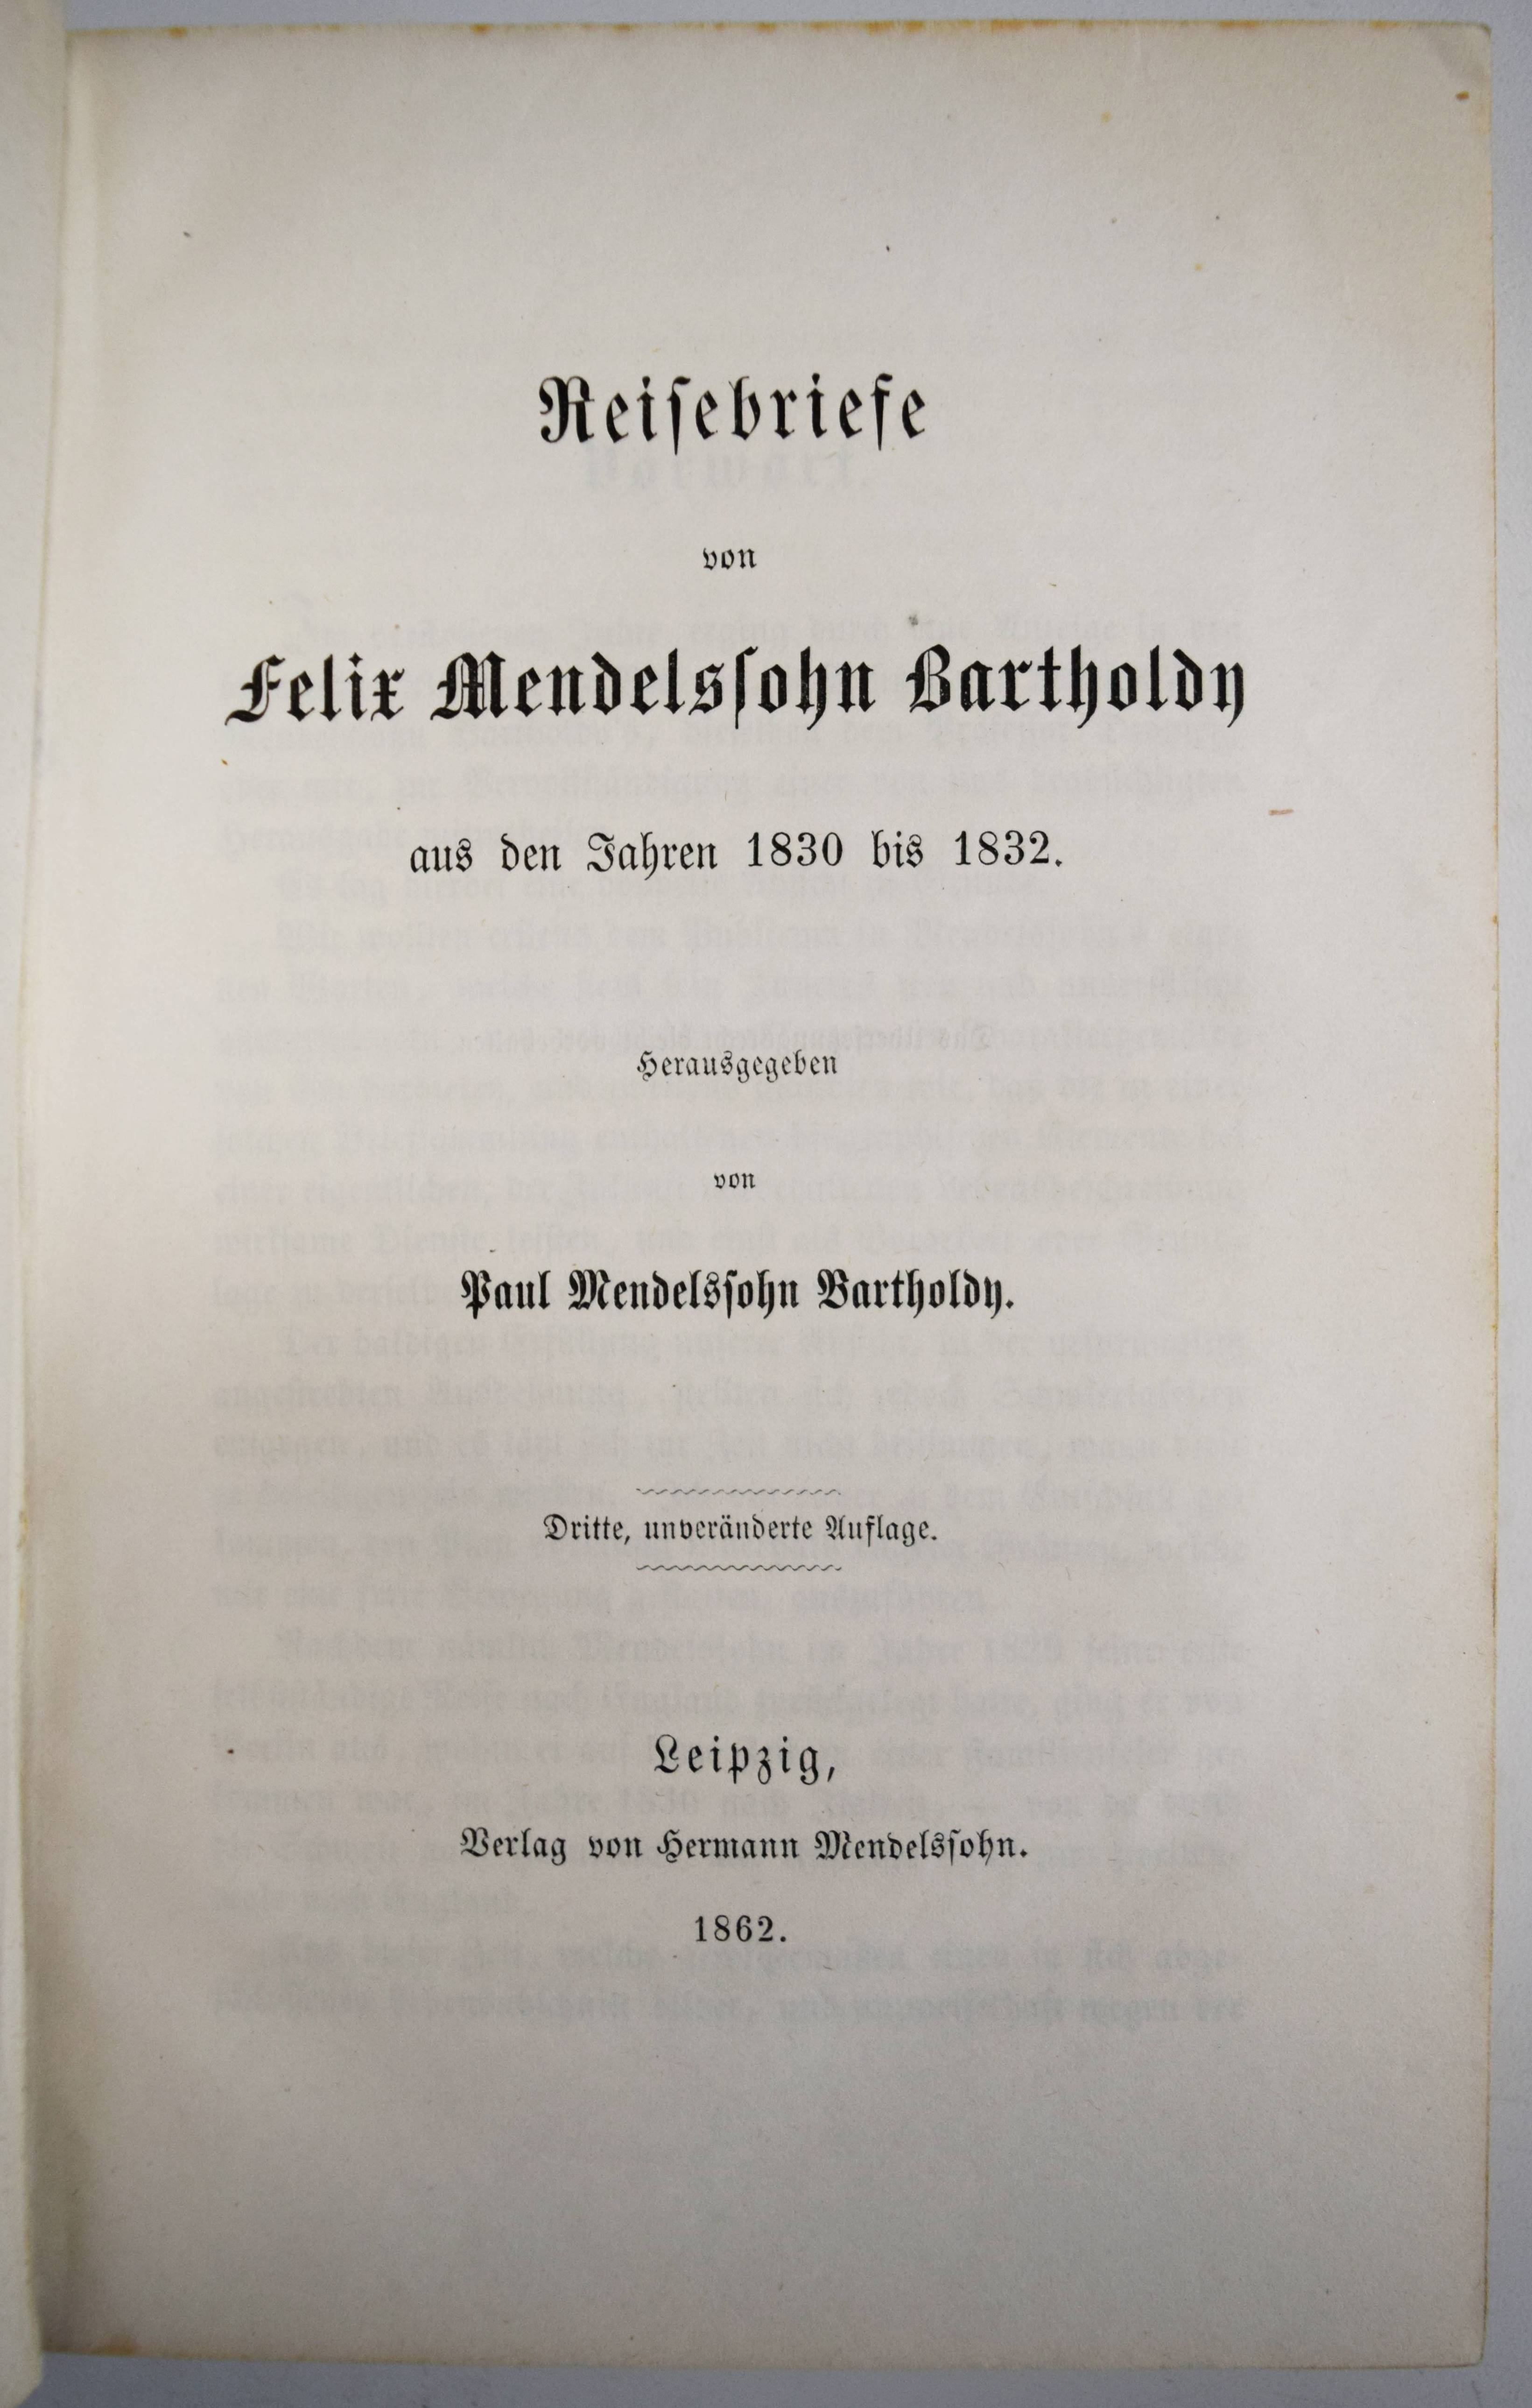 Reiſebriefe
von
Felix Mendelsſohn Bartholdy
aus den Jahren 1830 bis 1832.
Herausgegeben
von
Paul Mendelsſohn Bartholdy.
Dritte, unveränderte Auflage.
Leipzig,
Verlag von Hermann Mendelsſohn.
1862.